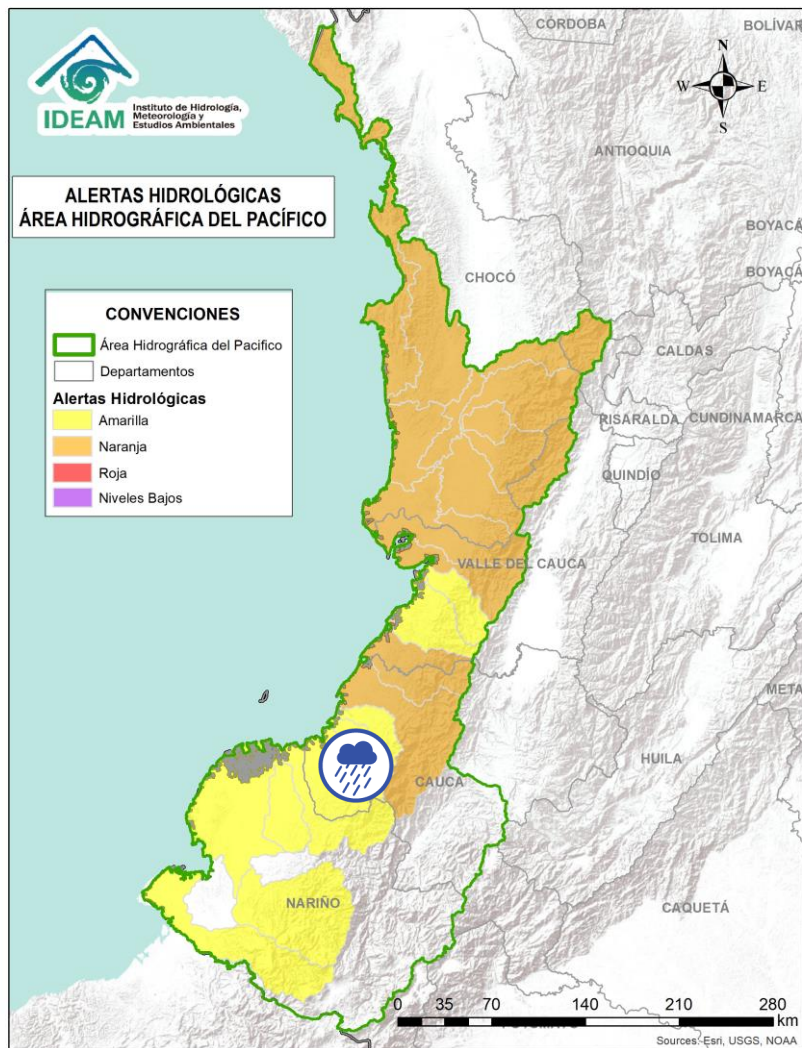 CÓRDOBA
BOLÍVAR
N
W E
S
IDEAM
Instituto de Hidrología,
Meteorología y
Estudios Ambientales
ANTIOQUIA
ALERTAS HIDROLÓGICAS
ÁREA HIDROGRÁFICA DEL PACÍFICO
BOYACÁ
BOYACÁ
CHOCÓ
CONVENCIONES
Área Hidrográfica del Pacifico
Departamentos
Alertas Hidrológicas
Amarilla
Naranja
Roja
Niveles Bajos
CALDAS
RISARALDA
CUNDINAMARCA
QUINDÍO
TOLIMA
VALLE DEL CAUCA
META
HUILA
CAUCA
NARIÑO
CAQUETÁ
0 35 70 140 210 280
km
Sources: Esri, USGS, NOAA